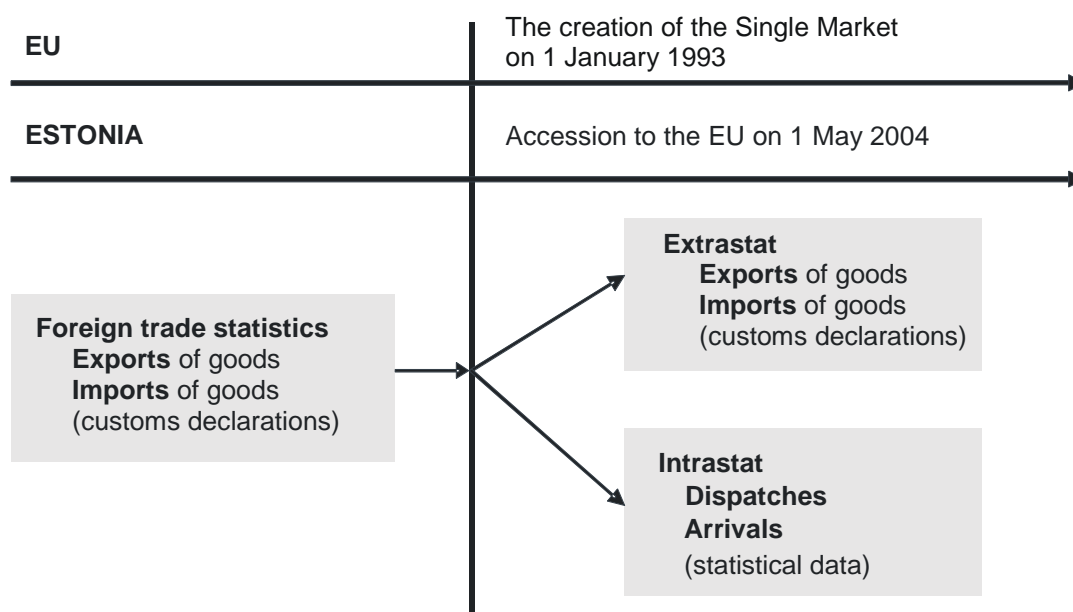 EU
The creation of the Single Market
on 1 January 1993
ESTONIA
Accession to the EU on 1 May 2004
Foreign trade statistics
Exports of goods
Imports of goods
(customs declarations)
Extrastat
Exports of goods
Imports of goods
(customs declarations)
Intrastat
Dispatches
Arrivals
(statistical data)